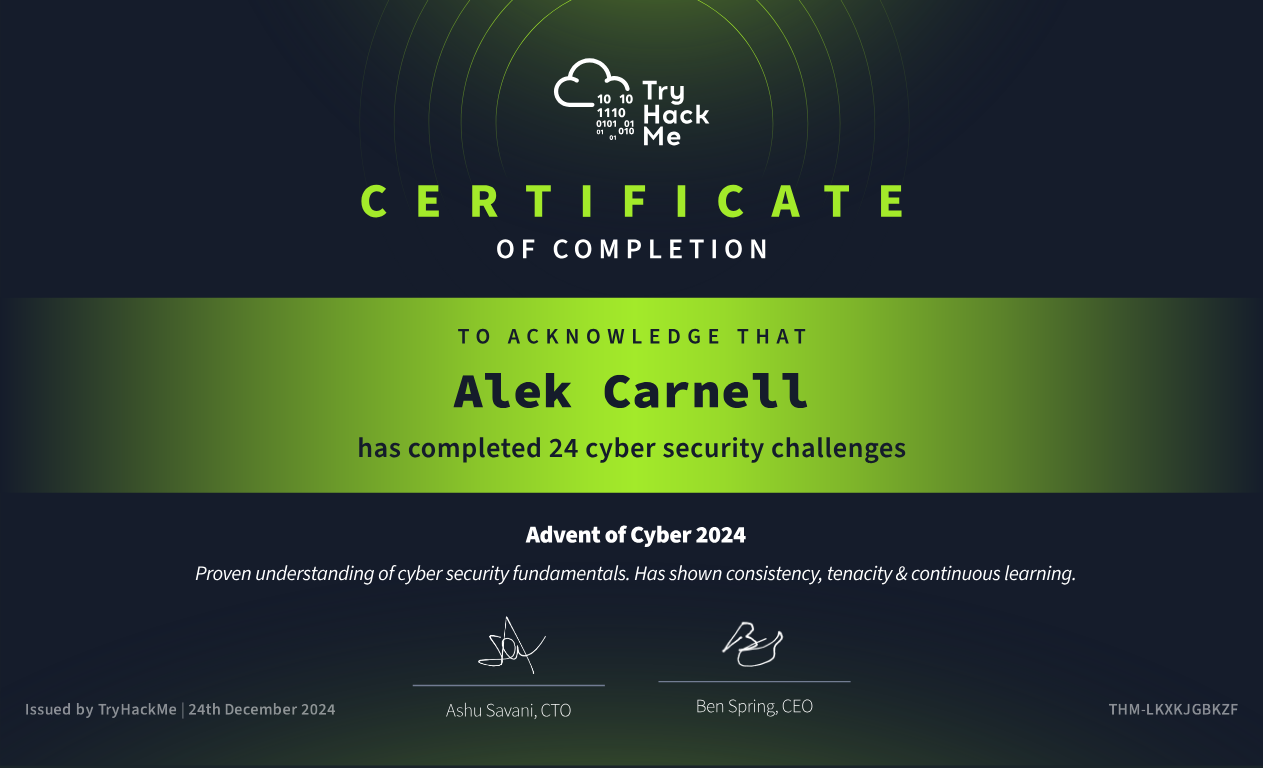 Try
Hack
Me
10 10
1110
0101 01
01 010
01
CERTIFICATE
OF COMPLETION
TO ACKNOWLEDGE THAT
Alek Carnell
has completed 24 cyber security challenges
Advent of Cyber 2024
Proven understanding of cyber security fundamentals. Has shown consistency, tenacity & continuous learning.
Ashu Savani, CTO
Ben Spring, CEO
Issued by TryHackMe | 24th December 2024
THM-LKXKJGBKZF